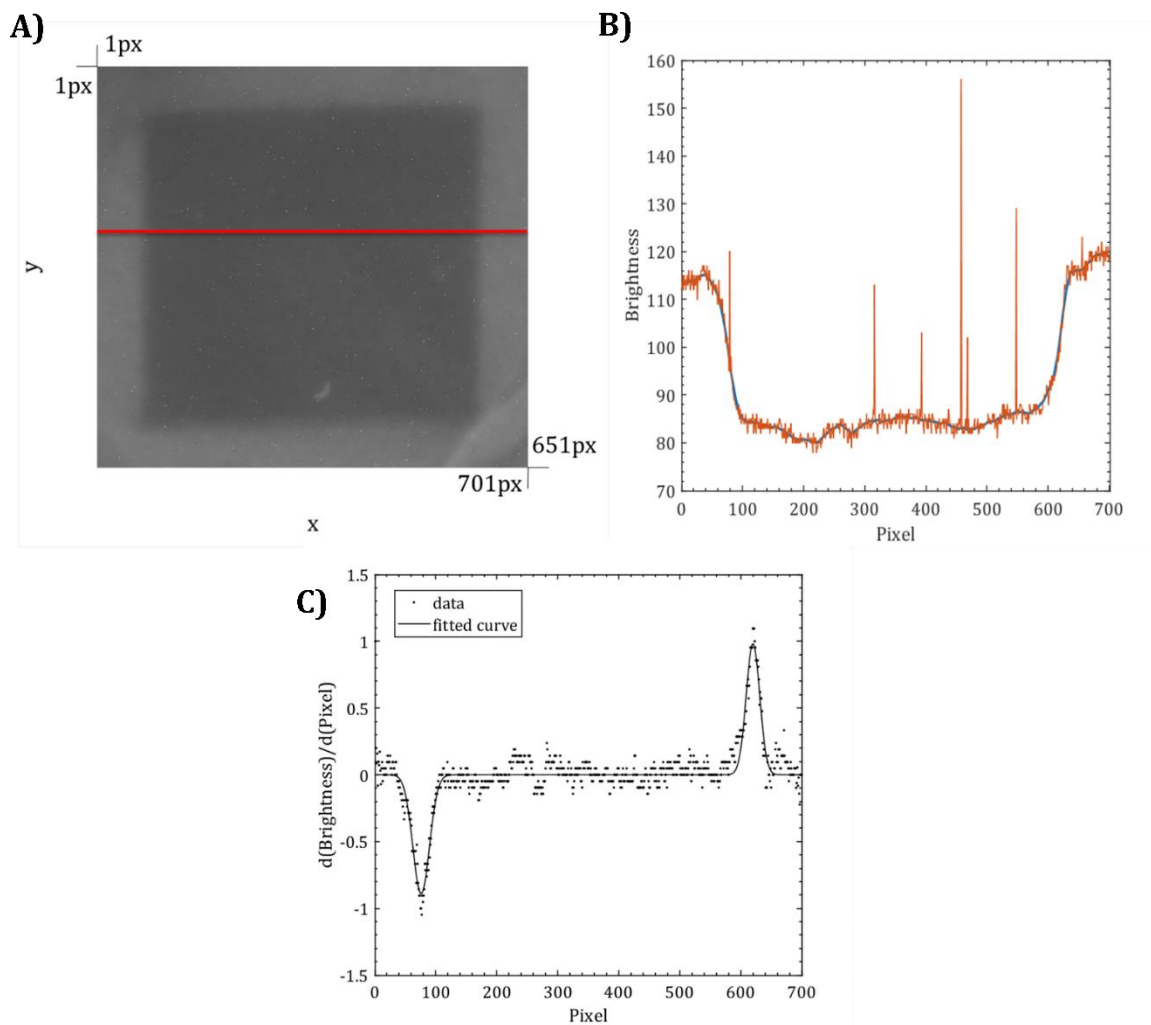 A)
1px
1px
y
651px
701px
x
B)
160
150
140
130
120
110
100
90
80
70
Brightness
0 100 200 300 400 500 600 700
Pixel
C)
1.5
1
0.5
0
-0.5
-1
-1.5
d(Brightness)/d(Pixel)
data
fitted curve
0 100 200 300 400 500 600 700
Pixel